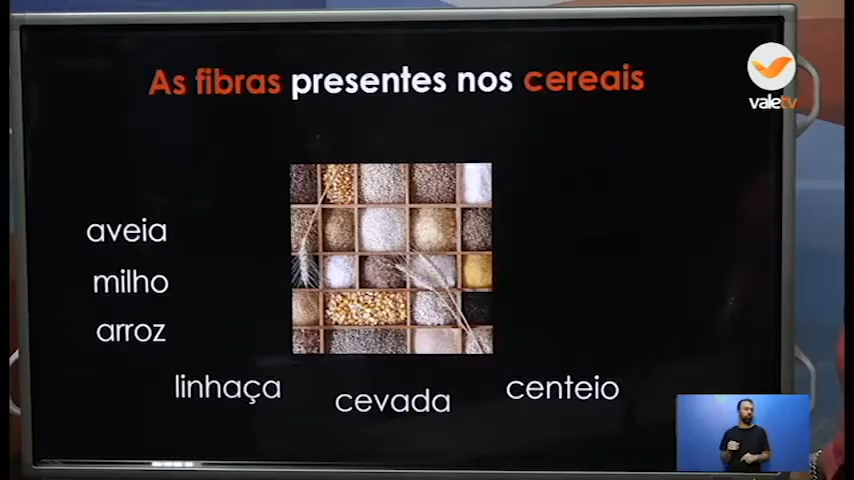 As fibras presentes nos cereais
valetv
aveia
milho
arroz
linhaça
cevada
centeio